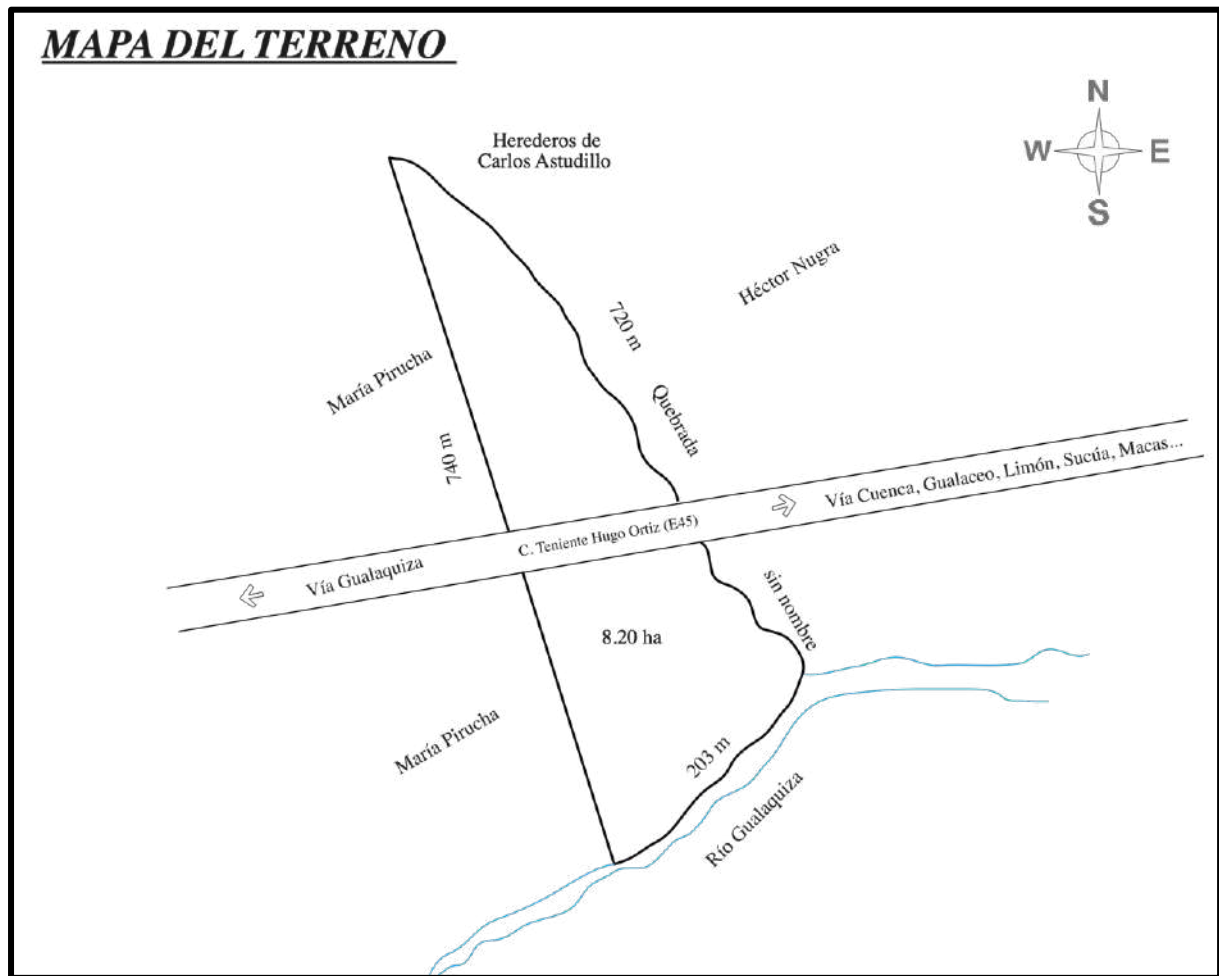 MAPA DEL TERRENO
N
W
E
S
Herederos de
Carlos Astudillo
Héctor Nugra
720 m
María Pirucha
Quebrada
740 m
Vía Cuenca, Gualaceo, Limón, Sucúa, Macas...
C. Teniente Hugo Ortiz (E45)
Vía Gualaquiza
sin nombre
8.20 ha
María Pirucha
203 m
Río Gualaquiza